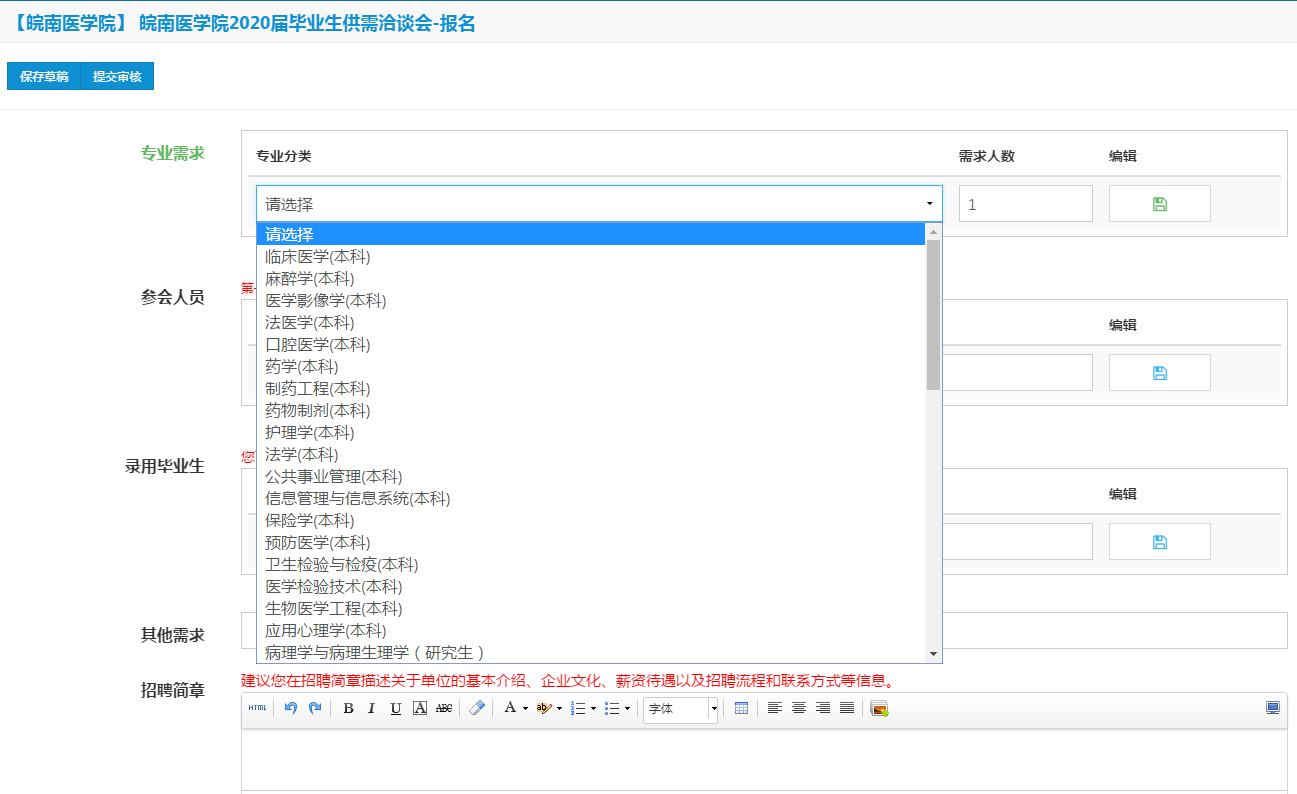 【皖南医学院】 皖南医学院2020届毕业生供需洽谈会-报名
保存草稿 提交审核
专业需求
专业分类 需求人数 编辑
请选择 1
请选择
临床医学(本科)
麻醉学(本科)
医学影像学(本科)
法医学(本科)
口腔医学(本科)
药学(本科)
制药工程(本科)
药物制剂(本科)
护理学(本科)
法学(本科)
公共事业管理(本科)
信息管理与信息系统(本科)
保险学(本科)
预防医学(本科)
卫生检验与检疫(本科)
医学检验技术(本科)
生物医学工程(本科)
应用心理学(本科)
病理学与病理生理学（研究生）
参会人员 第
编辑
录用毕业生 您
编辑
其他需求
招聘简章 建议您在招聘简章描述关于单位的基本介绍、企业文化、薪资待遇以及招聘流程和联系方式等信息。
HTML B I U A ABC A ab 字体